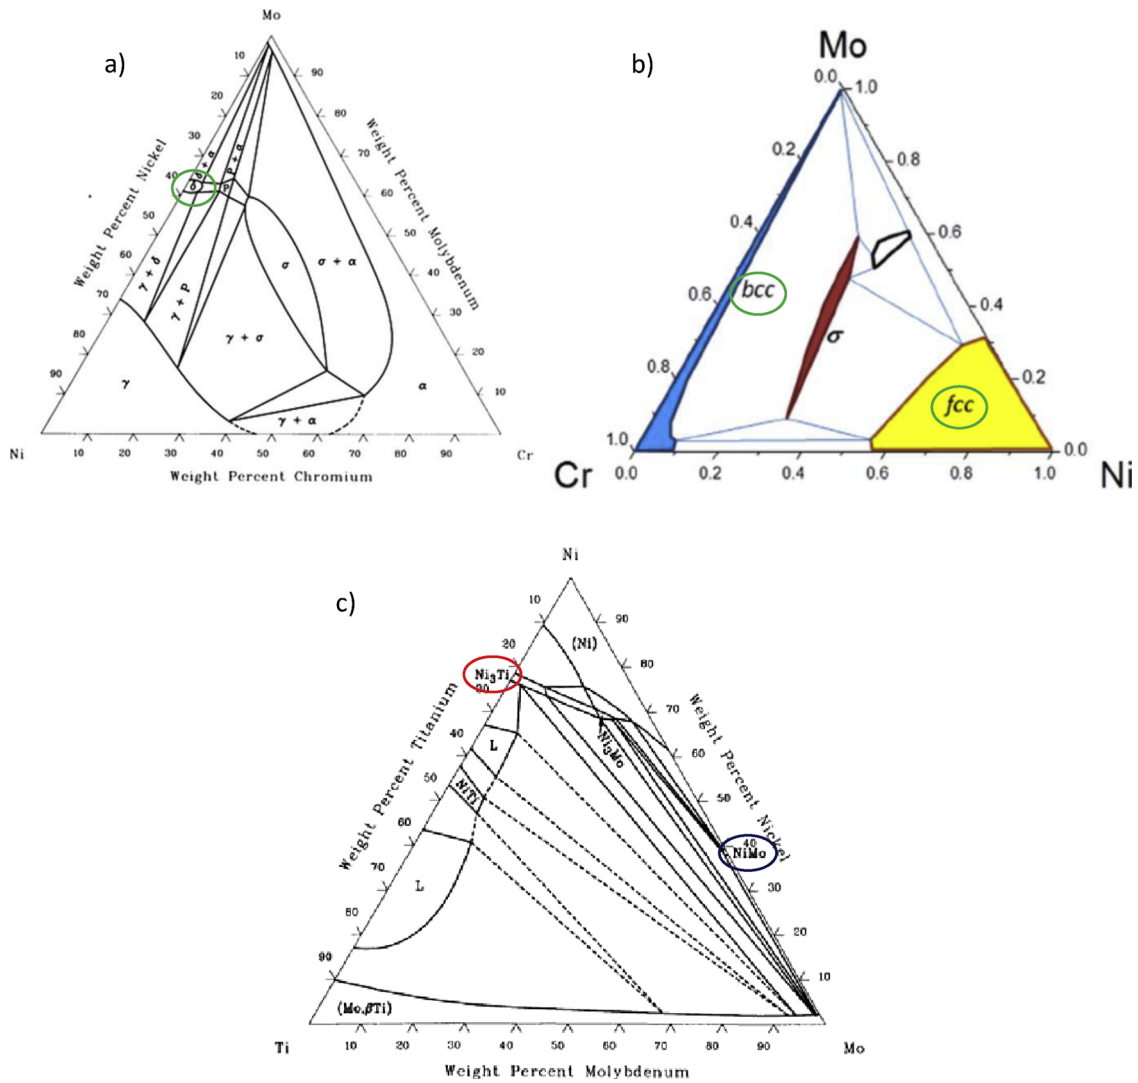 a)
Mo
10
20
30
40
50
60
70
80
90
Weight Percent Nickel
90
80
70
60
50
40
30
20
10
Weight Percent Molybdenum
δ + α
P + α
δ
P
γ + δ
γ + P
σ
σ + α
γ + σ
γ
α
γ + α
Ni
10 20 30 40 50 60 70 80 90
Cr
Weight Percent Chromium
b)
Mo
0.0
1.0
0.2
0.8
0.4
0.6
bcc
0.6
0.4
σ
0.8
0.2
fcc
1.0
0.0
Cr
0.0 0.2 0.4 0.6 0.8 1.0
Ni
c)
Ni
10
20
30
40
50
60
70
80
90
Weight Percent Titanium
90
80
70
60
50
40
30
20
10
Weight Percent Nickel
(Ni)
Ni₃Ti
L
Ni₃Mo
NiTi
NiMo
L
(Mo,βTi)
Ti
10 20 30 40 50 60 70 80 90
Mo
Weight Percent Molybdenum